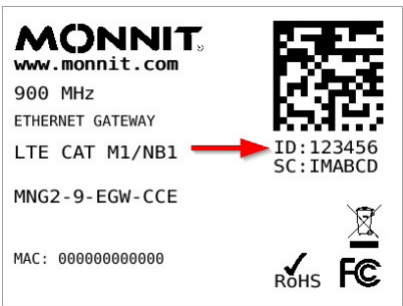 MONNIT®
www.monnit.com
900 MHz
ETHERNET GATEWAY
LTE CAT M1/NB1
ID:123456
SC:IMABCD
MNG2-9-EGW-CCE
MAC: 000000000000
RoHS
FC